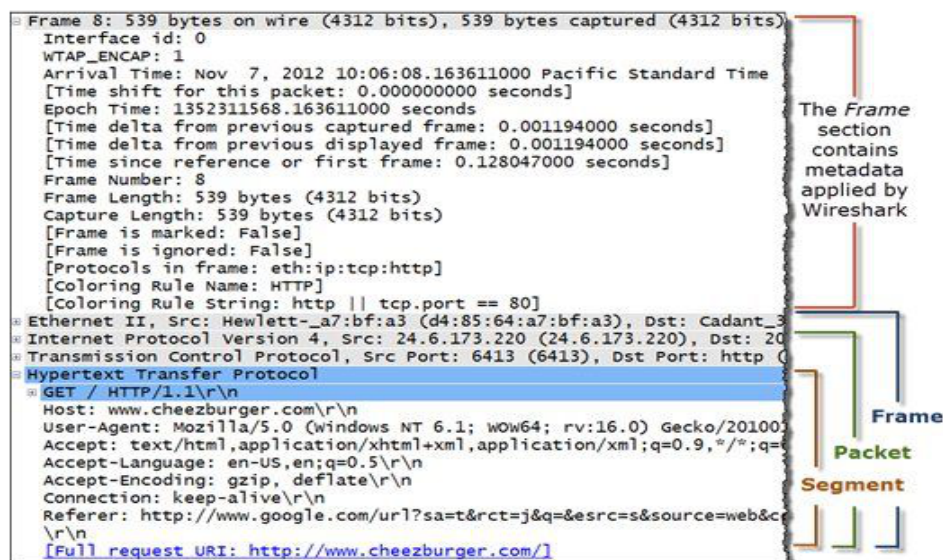 Frame 8: 539 bytes on wire (4312 bits), 539 bytes captured (4312 bits)
Interface id: 0
WTAP_ENCAP: 1
Arrival Time: Nov  7, 2012 10:06:08.163611000 Pacific Standard Time
[Time shift for this packet: 0.000000000 seconds]
Epoch Time: 1352311568.163611000 seconds
[Time delta from previous captured frame: 0.001194000 seconds]
[Time delta from previous displayed frame: 0.001194000 seconds]
[Time since reference or first frame: 0.128047000 seconds]
Frame Number: 8
Frame Length: 539 bytes (4312 bits)
Capture Length: 539 bytes (4312 bits)
[Frame is marked: False]
[Frame is ignored: False]
[Protocols in frame: eth:ip:tcp:http]
[Coloring Rule Name: HTTP]
[Coloring Rule String: http || tcp.port == 80]
Ethernet II, Src: Hewlett-_a7:bf:a3 (d4:85:64:a7:bf:a3), Dst: Cadant_3
Internet Protocol Version 4, Src: 24.6.173.220 (24.6.173.220), Dst: 20
Transmission Control Protocol, Src Port: 6413 (6413), Dst Port: http (
Hypertext Transfer Protocol
GET / HTTP/1.1\r\n
Host: www.cheezburger.com\r\n
User-Agent: Mozilla/5.0 (Windows NT 6.1; WOW64; rv:16.0) Gecko/20100
Accept: text/html,application/xhtml+xml,application/xml;q=0.9,*/*;q=
Accept-Language: en-US,en;q=0.5\r\n
Accept-Encoding: gzip, deflate\r\n
Connection: keep-alive\r\n
Referer: http://www.google.com/url?sa=t&rct=j&q=&esrc=s&source=web&c
\r\n
[Full request URI: http://www.cheezburger.com/]
The Frame
section
contains
metadata
applied by
Wireshark
Frame
Packet
Segment